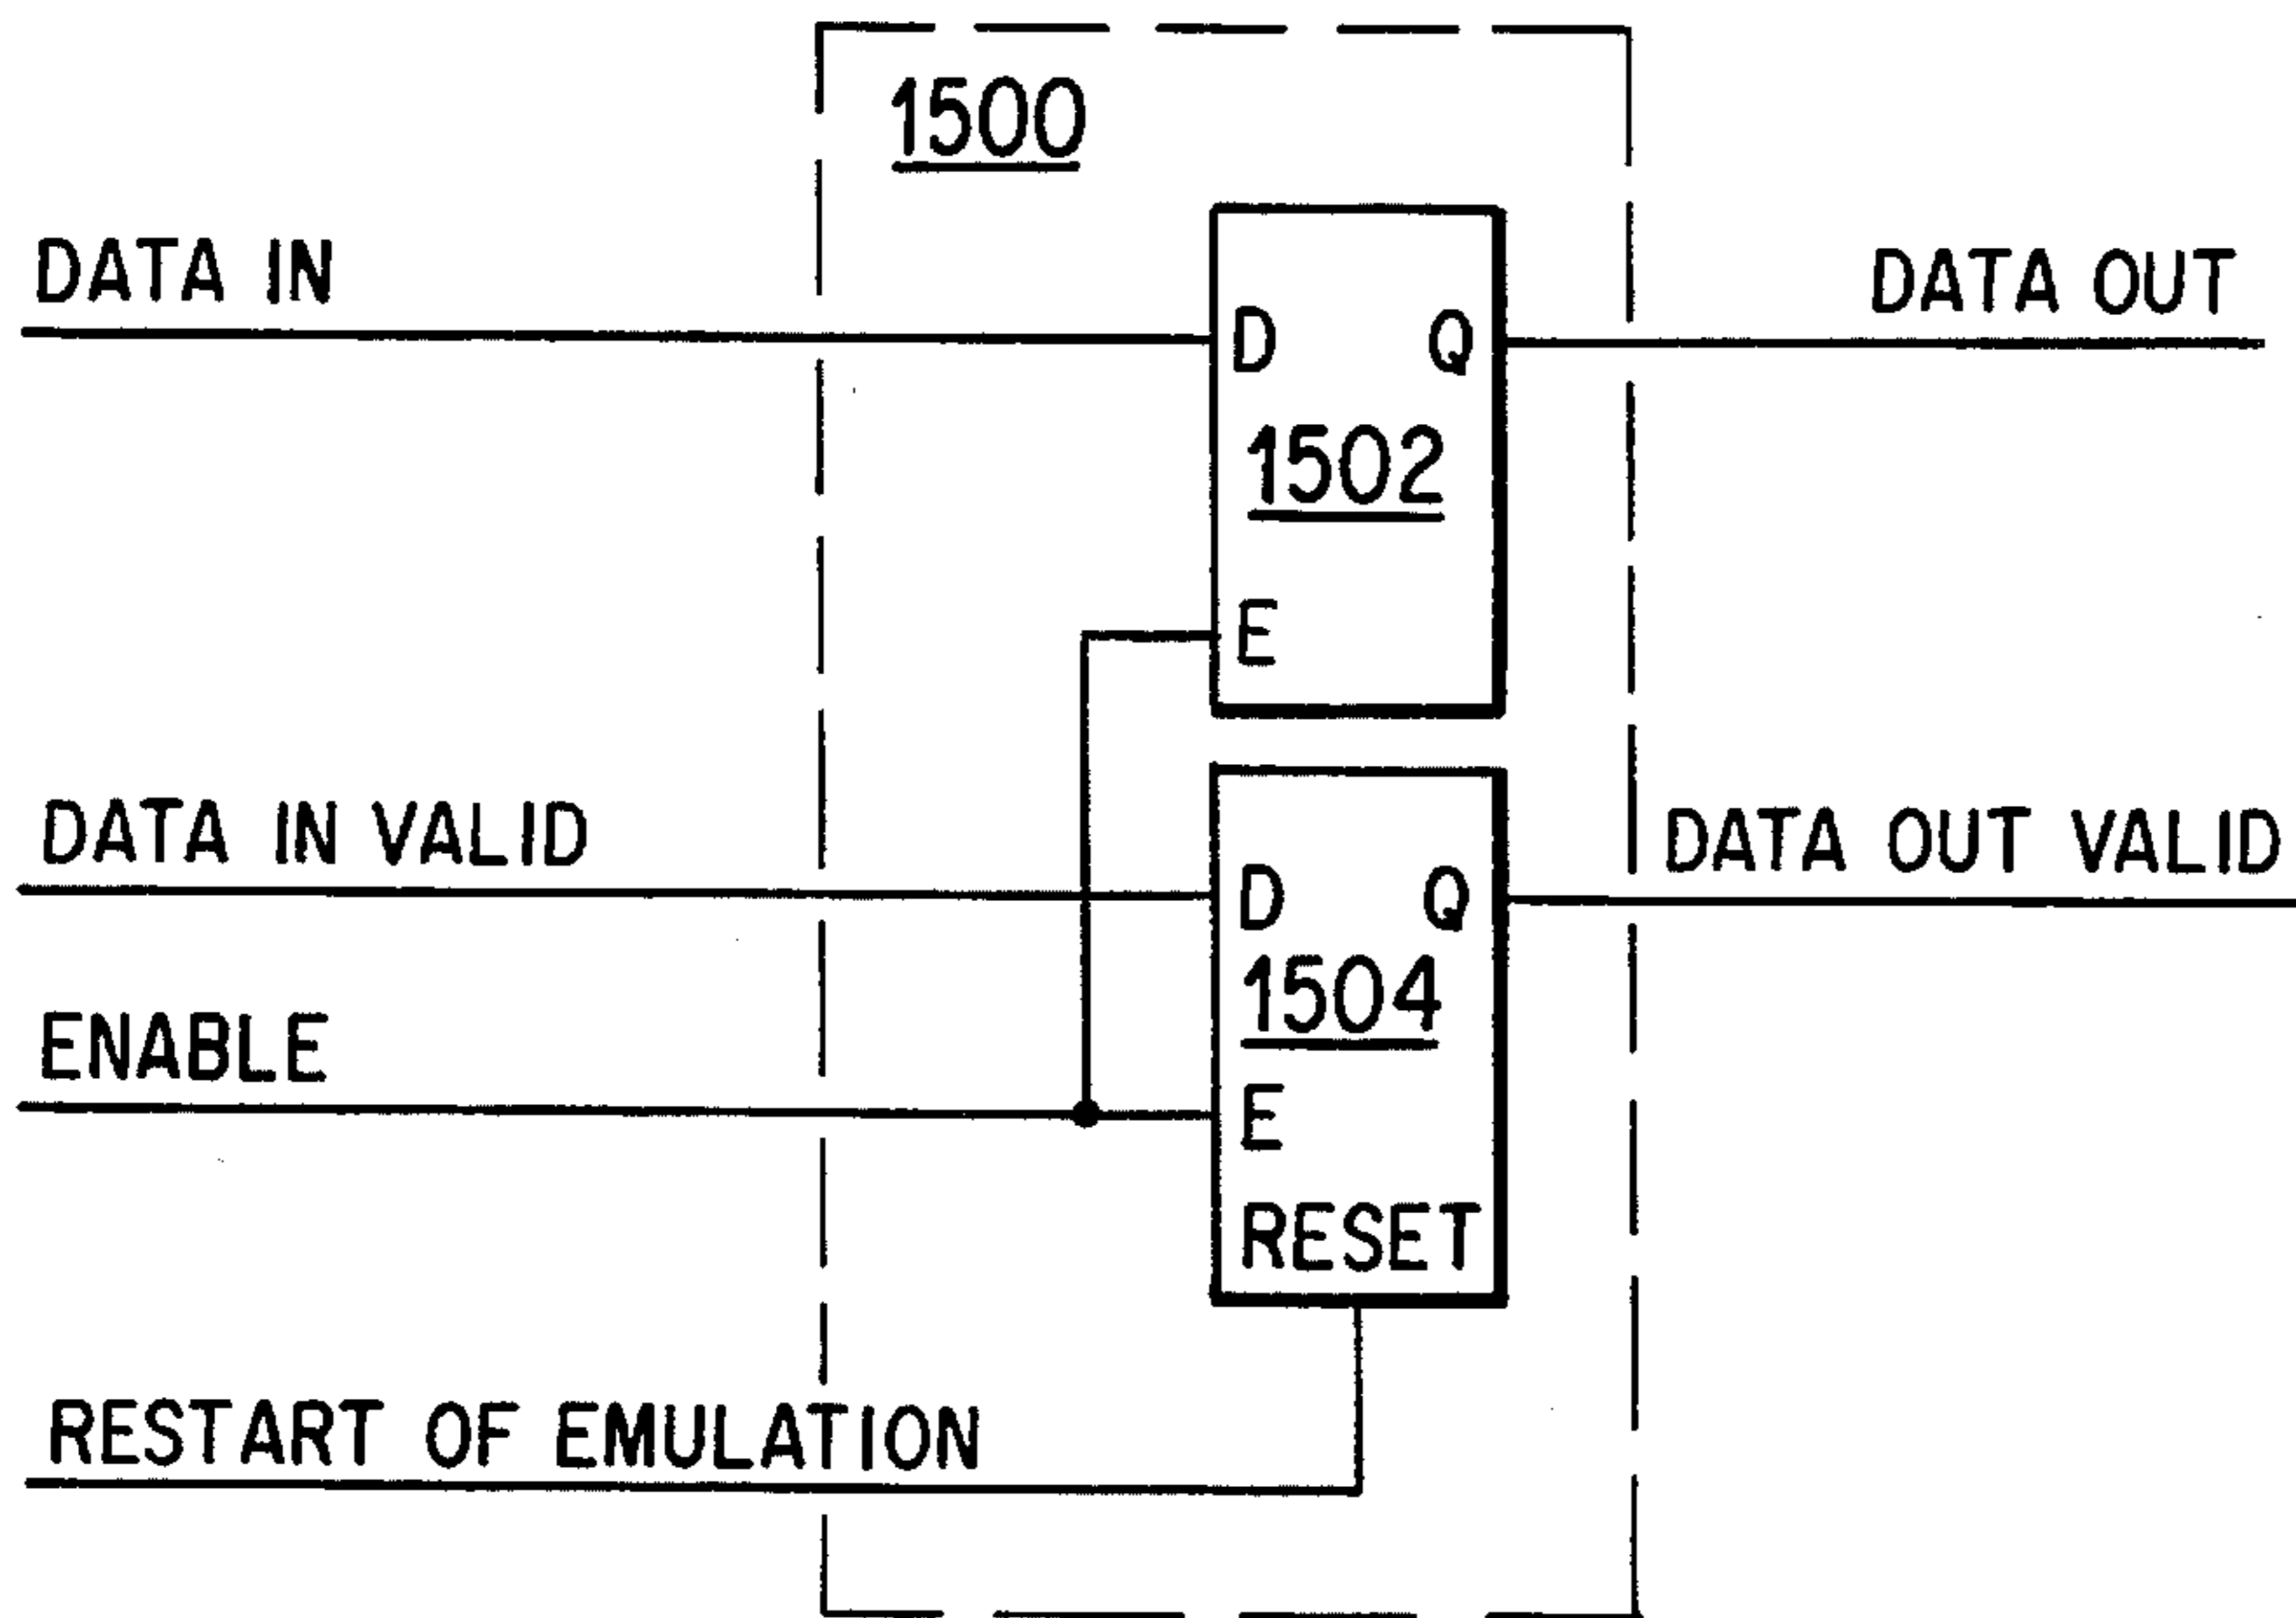 1500
DATA IN
DATA OUT
D Q
1502
E
DATA IN VALID
DATA OUT VALID
D Q
1504
ENABLE
E
RESET
RESTART OF EMULATION